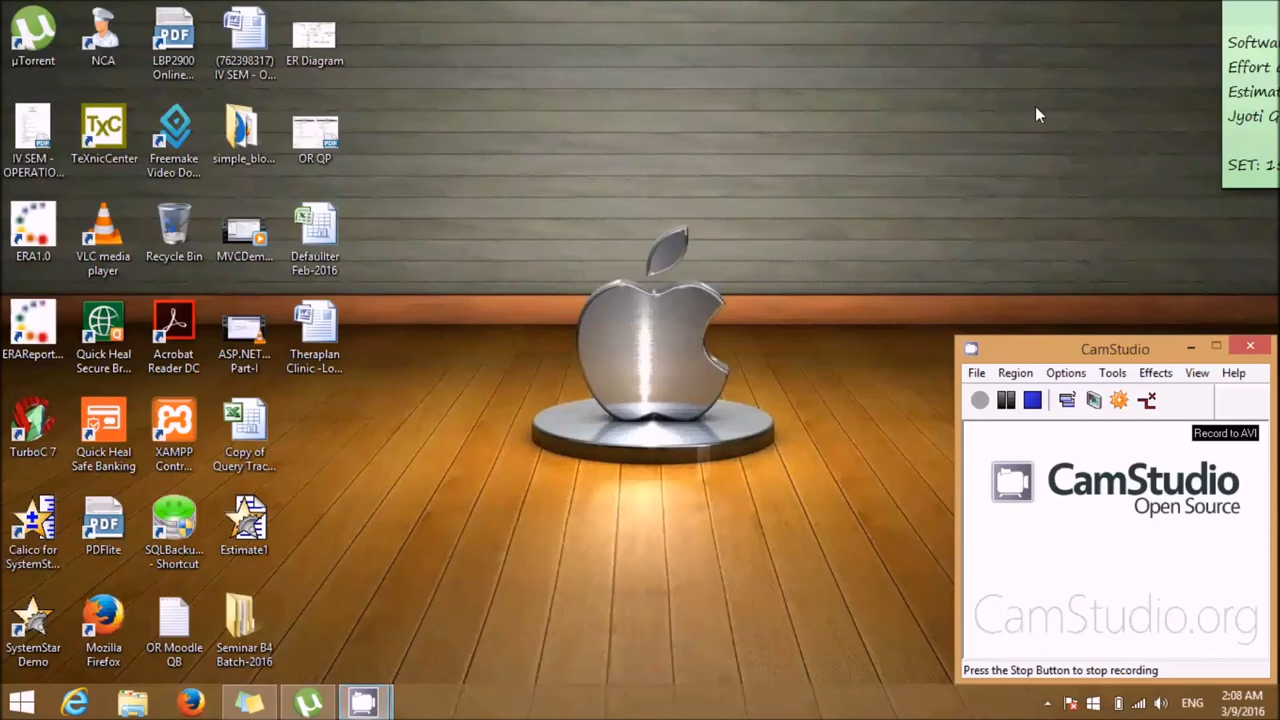 µTorrent
NCA
PDF
LBP2900
Online...
(762398317)
IV SEM - O...
ER Diagram
IV SEM -
OPERATIO...
TxC
TeXnicCenter
Freemake
Video Do...
simple_blo...
OR QP
ERA1.0
VLC media
player
Recycle Bin
MVCDem...
Defaullter
Feb-2016
ERAReport...
Quick Heal
Secure Br...
Acrobat
Reader DC
ASP.NET...
Part-I
Theraplan
Clinic -Lo...
TurboC 7
Quick Heal
Safe Banking
XAMPP
Contr...
Copy of
Query Trac...
Calico for
SystemSt...
PDF
PDFlite
SQLBacku...
- Shortcut
Estimate1
SystemStar
Demo
Mozilla
Firefox
OR Moodle
QB
Seminar B4
Batch-2016
Softwa
Effort
Estimat
Jyoti G
SET: 1
CamStudio
File Region Options Tools Effects View Help
Record to AVI
CamStudio
Open Source
CamStudio.org
Press the Stop Button to stop recording
ENG
2:08 AM
3/9/2016